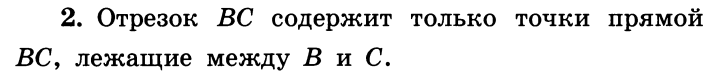 2. Отрезок BC содержит только точки прямой
BC, лежащие между B и C.